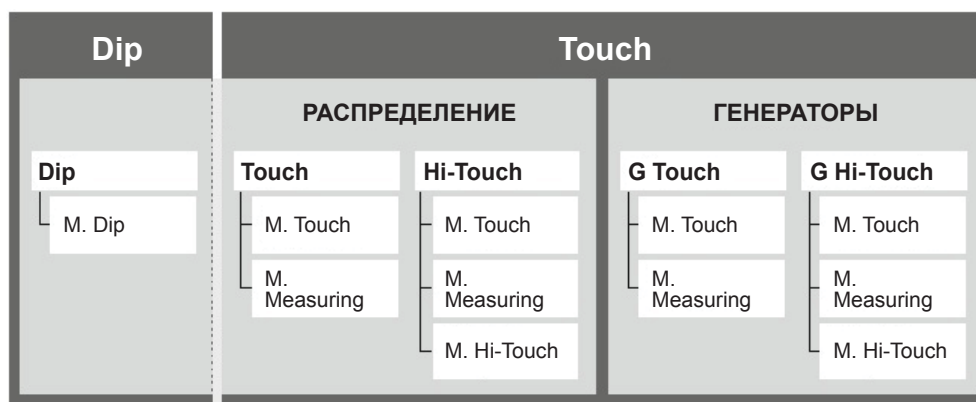 Dip
Touch
РАСПРЕДЕЛЕНИЕ
ГЕНЕРАТОРЫ
Dip
M. Dip
Touch
M. Touch
M.
Measuring
Hi-Touch
M. Touch
M.
Measuring
M. Hi-Touch
G Touch
M. Touch
M.
Measuring
G Hi-Touch
M. Touch
M.
Measuring
M. Hi-Touch